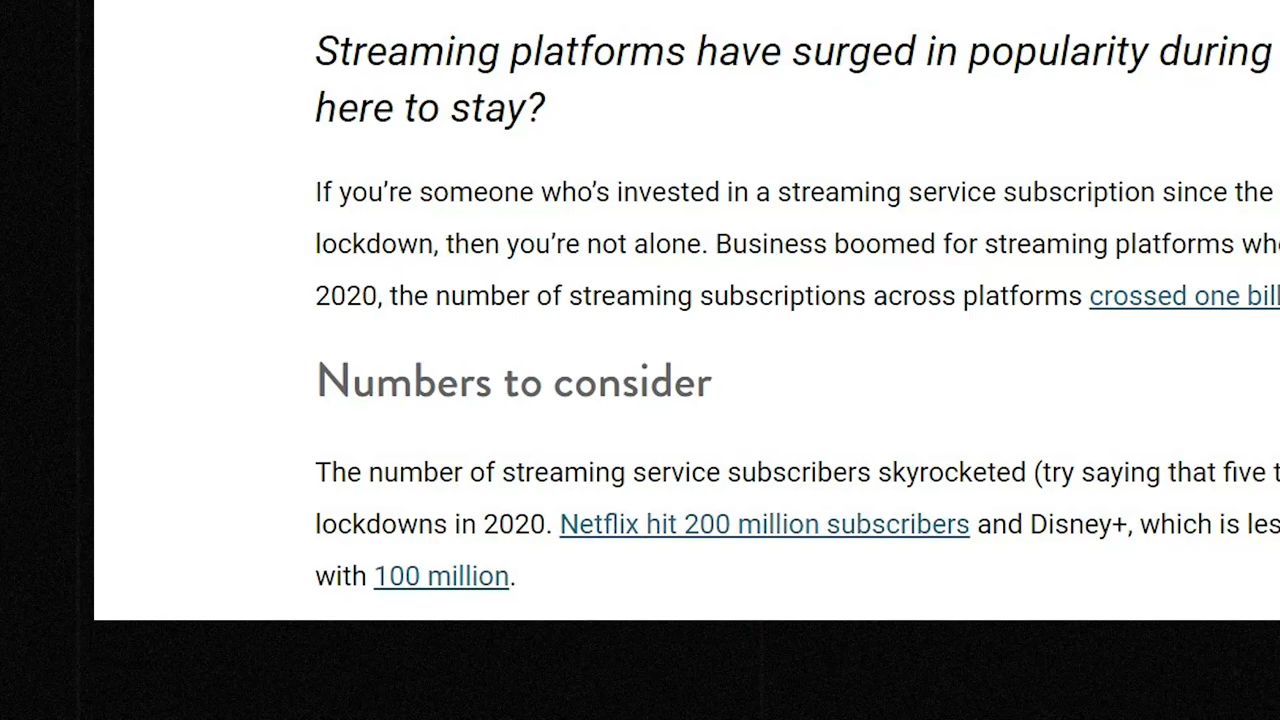 Streaming platforms have surged in popularity during
here to stay?
If you’re someone who’s invested in a streaming service subscription since the
lockdown, then you’re not alone. Business boomed for streaming platforms
2020, the number of streaming subscriptions across platforms crossed one
Numbers to consider
The number of streaming service subscribers skyrocketed (try saying that five
lockdowns in 2020. Netflix hit 200 million subscribers and Disney+, which is
with 100 million.